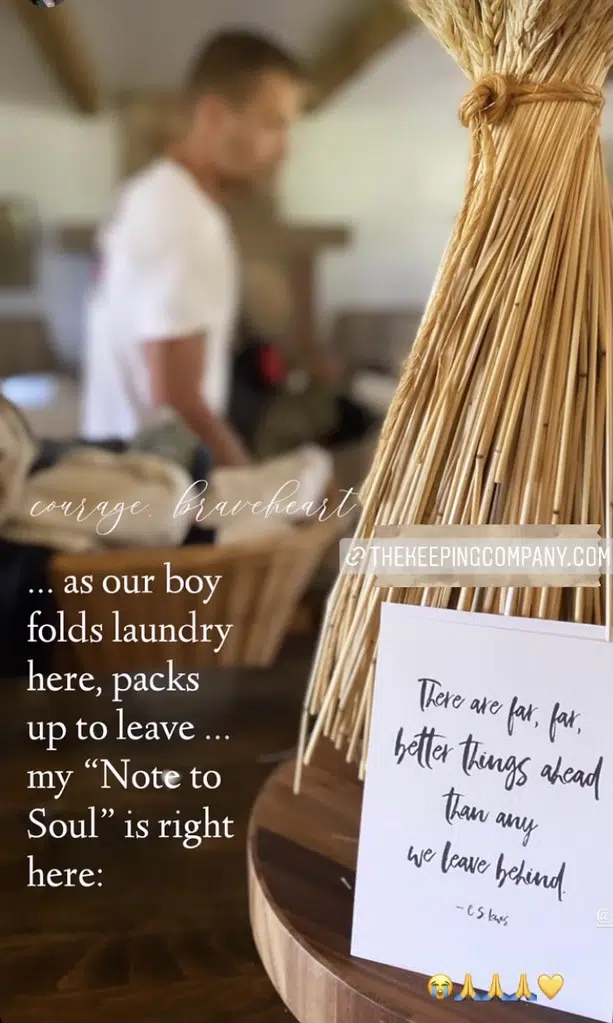 courage. braveheart
@THEKEEPINGCOMPANY.COM
... as our boy
folds laundry
here, packs
up to leave ...
my “Note to
Soul” is right
here:
There are far, far,
better things ahead
than any
we leave behind.
- C S Lewis
@